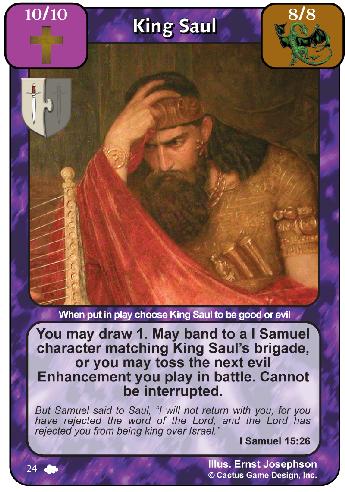 10/10
King Saul
8/8
When put in play choose King Saul to be good or evil
You may draw 1. May band to a I Samuel
character matching King Saul's brigade,
or you may toss the next evil
Enhancement you play in battle. Cannot
be interrupted.
But Samuel said to Saul, "I will not return with you, for you
have rejected the word of the Lord, and the Lord has
rejected you from being king over Israel."
I Samuel 15:26
24
Illus. Ernst Josephson
© Cactus Game Design, Inc.